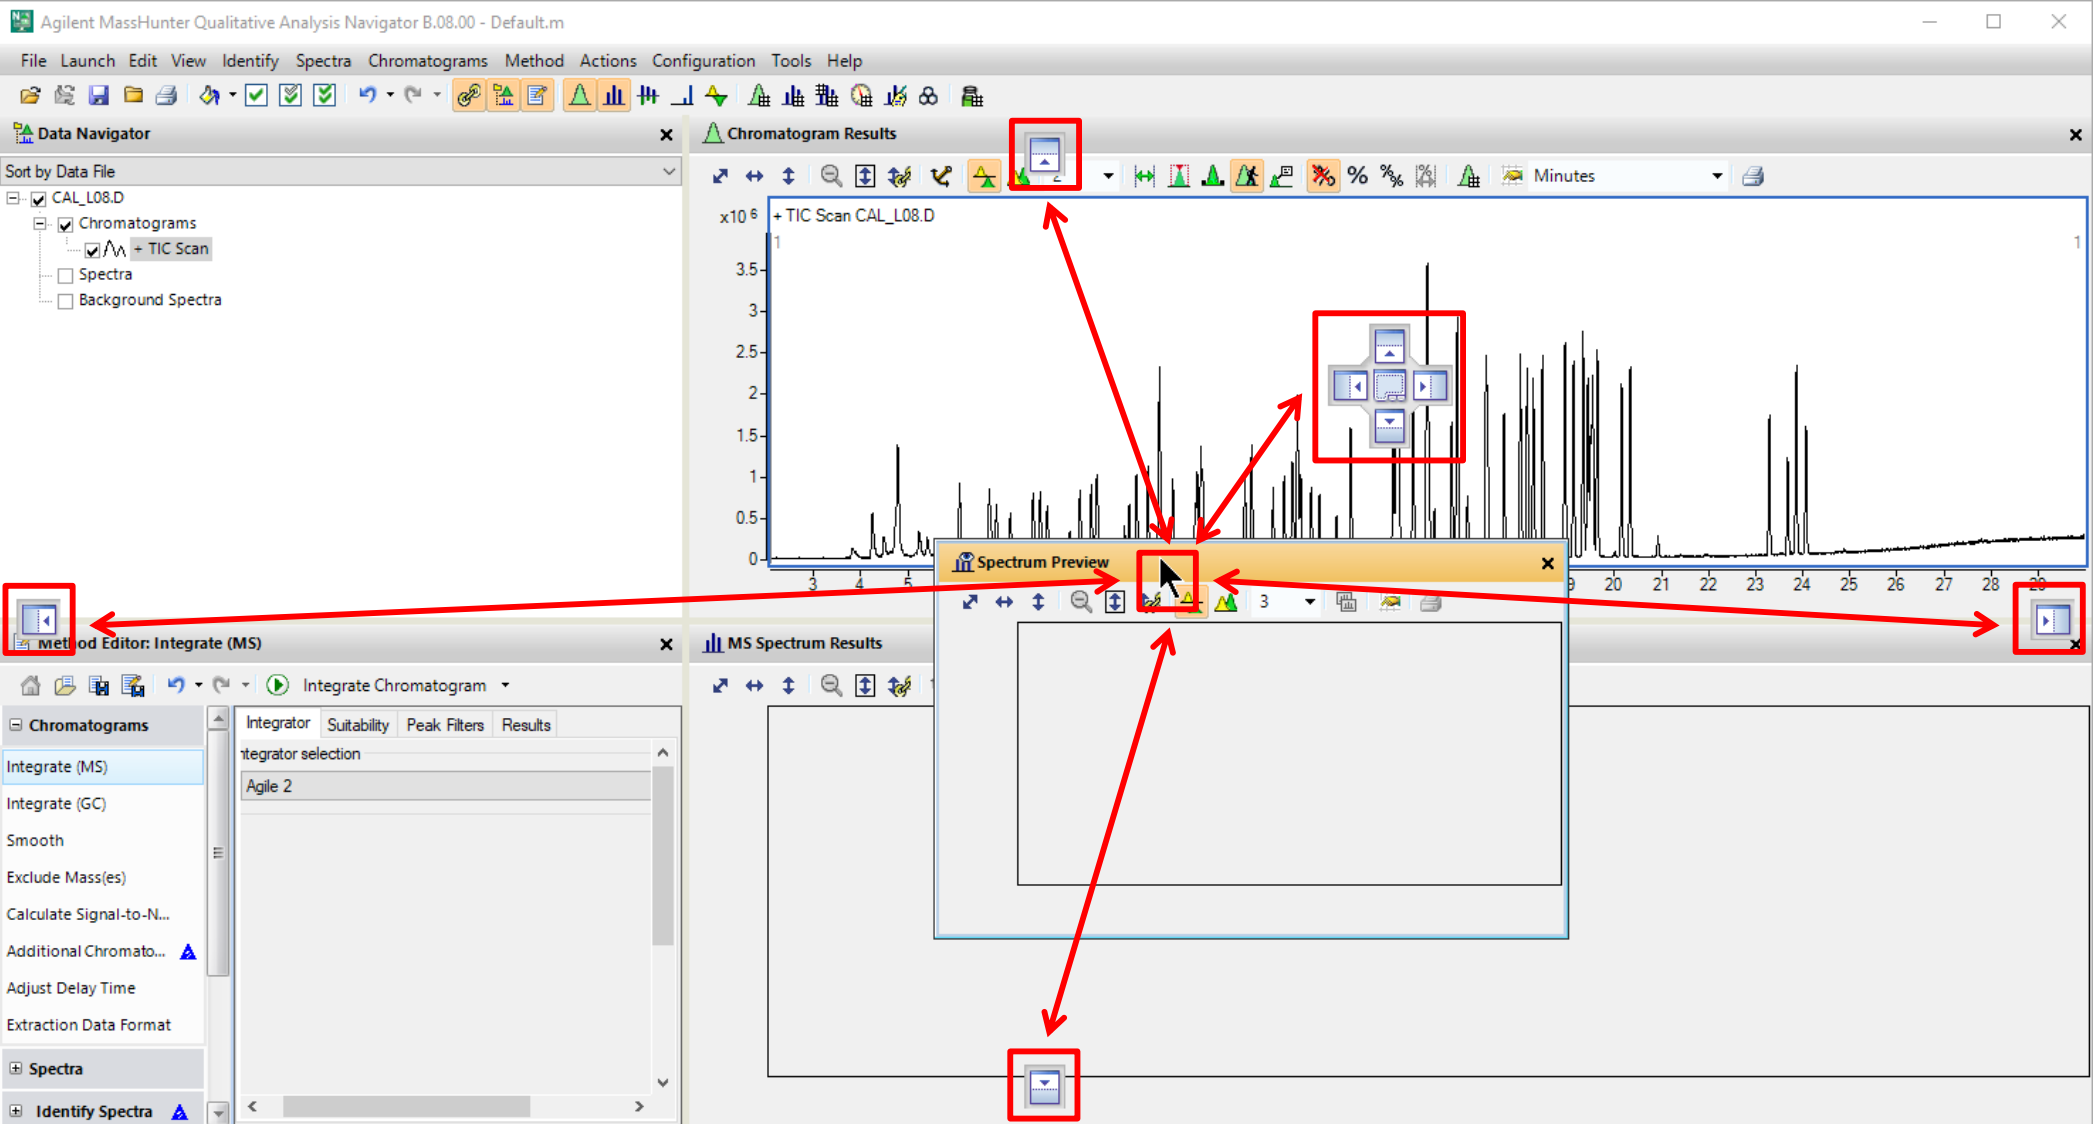 Agilent MassHunter Qualitative Analysis Navigator B.08.00 - Default.m
File Launch Edit View Identify Spectra Chromatograms Method Actions Configuration Tools Help
Data Navigator
Sort by Data File
CAL_L08.D
Chromatograms
+ TIC Scan
Spectra
Background Spectra
Chromatogram Results
% Minutes
x10 6 + TIC Scan CAL_L08.D
1 1
3.5
3
2.5
2
1.5
1
0.5
0
3 4 5 20 21 22 23 24 25 26 27 28 29
Spectrum Preview
3
Method Editor: Integrate (MS)
Integrate Chromatogram
Chromatograms
Integrate (MS)
Integrate (GC)
Smooth
Exclude Mass(es)
Calculate Signal-to-N...
Additional Chromato...
Adjust Delay Time
Extraction Data Format
Spectra
Identify Spectra
Integrator Suitability Peak Filters Results
ntegrator selection
Agile 2
MS Spectrum Results